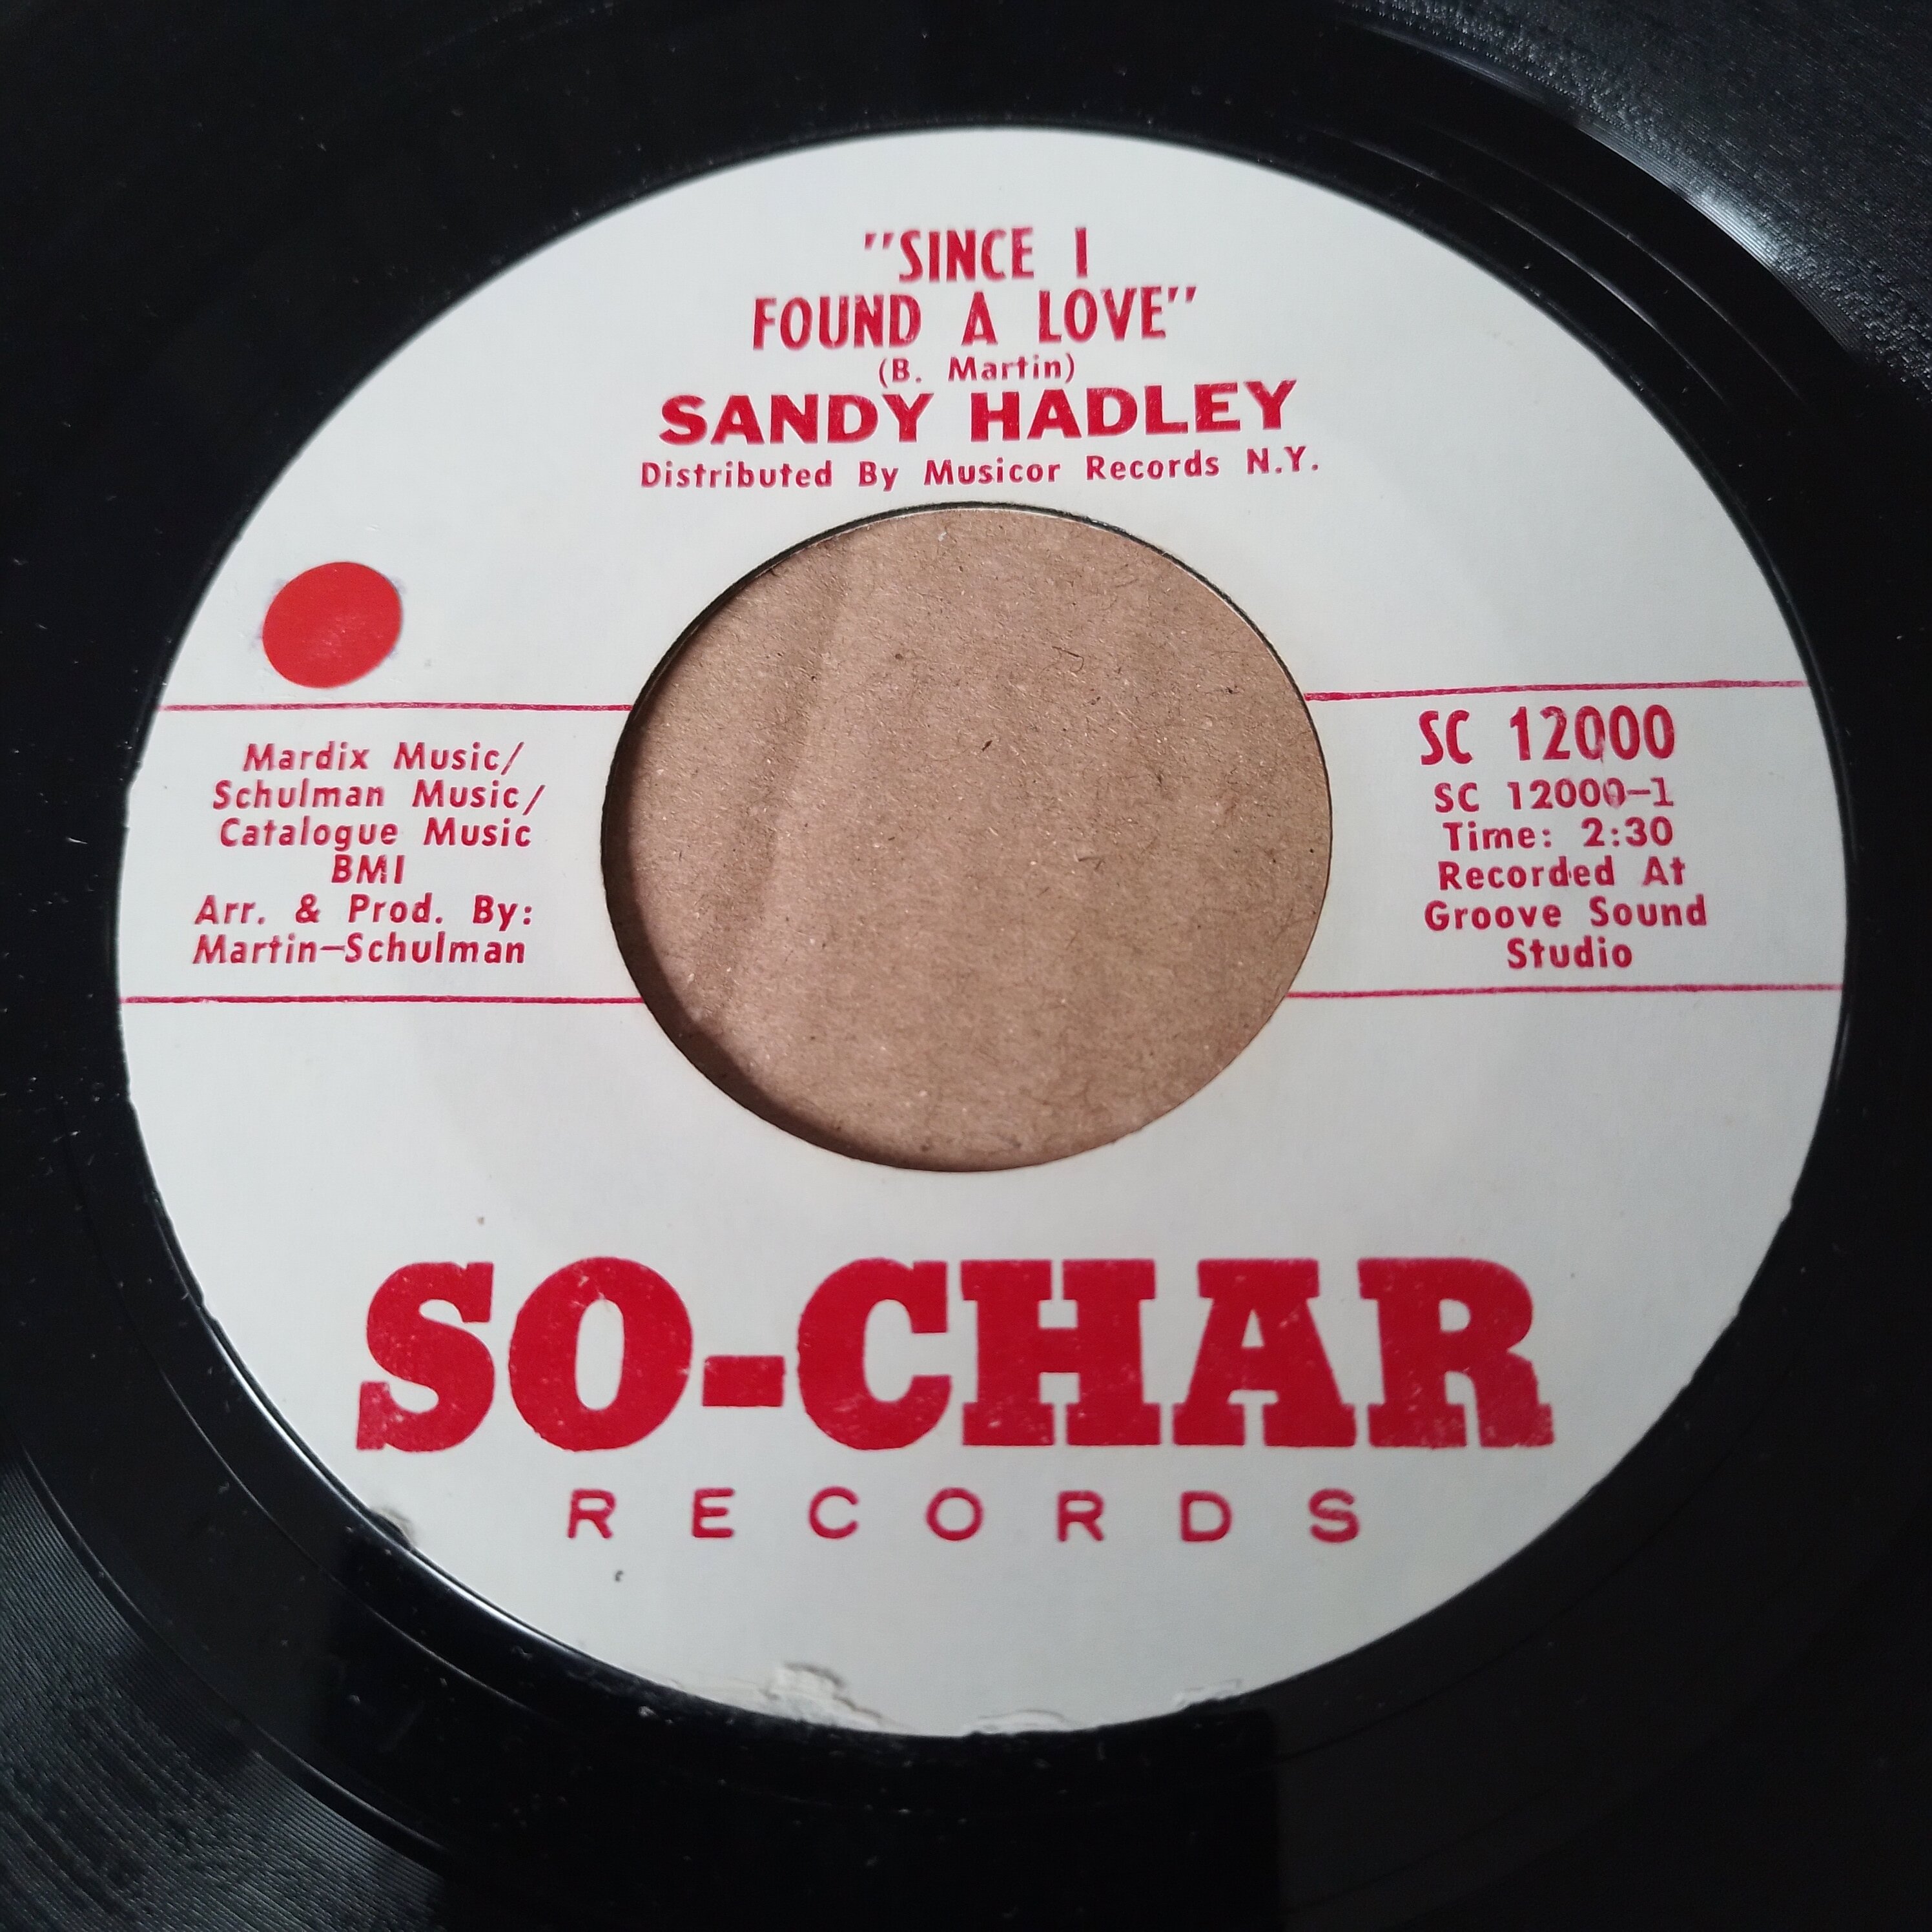 "SINCE I
FOUND A LOVE"
(B. Martin)
SANDY HADLEY
Distributed By Musicor Records N.Y.
Mardix Music/
Schulman Music/
Catalogue Music
BMI
Arr. & Prod. By:
Martin—Schulman
SC 12000
SC 12000—1
Time: 2:30
Recorded At
Groove Sound
Studio
SO-CHAR
RECORDS